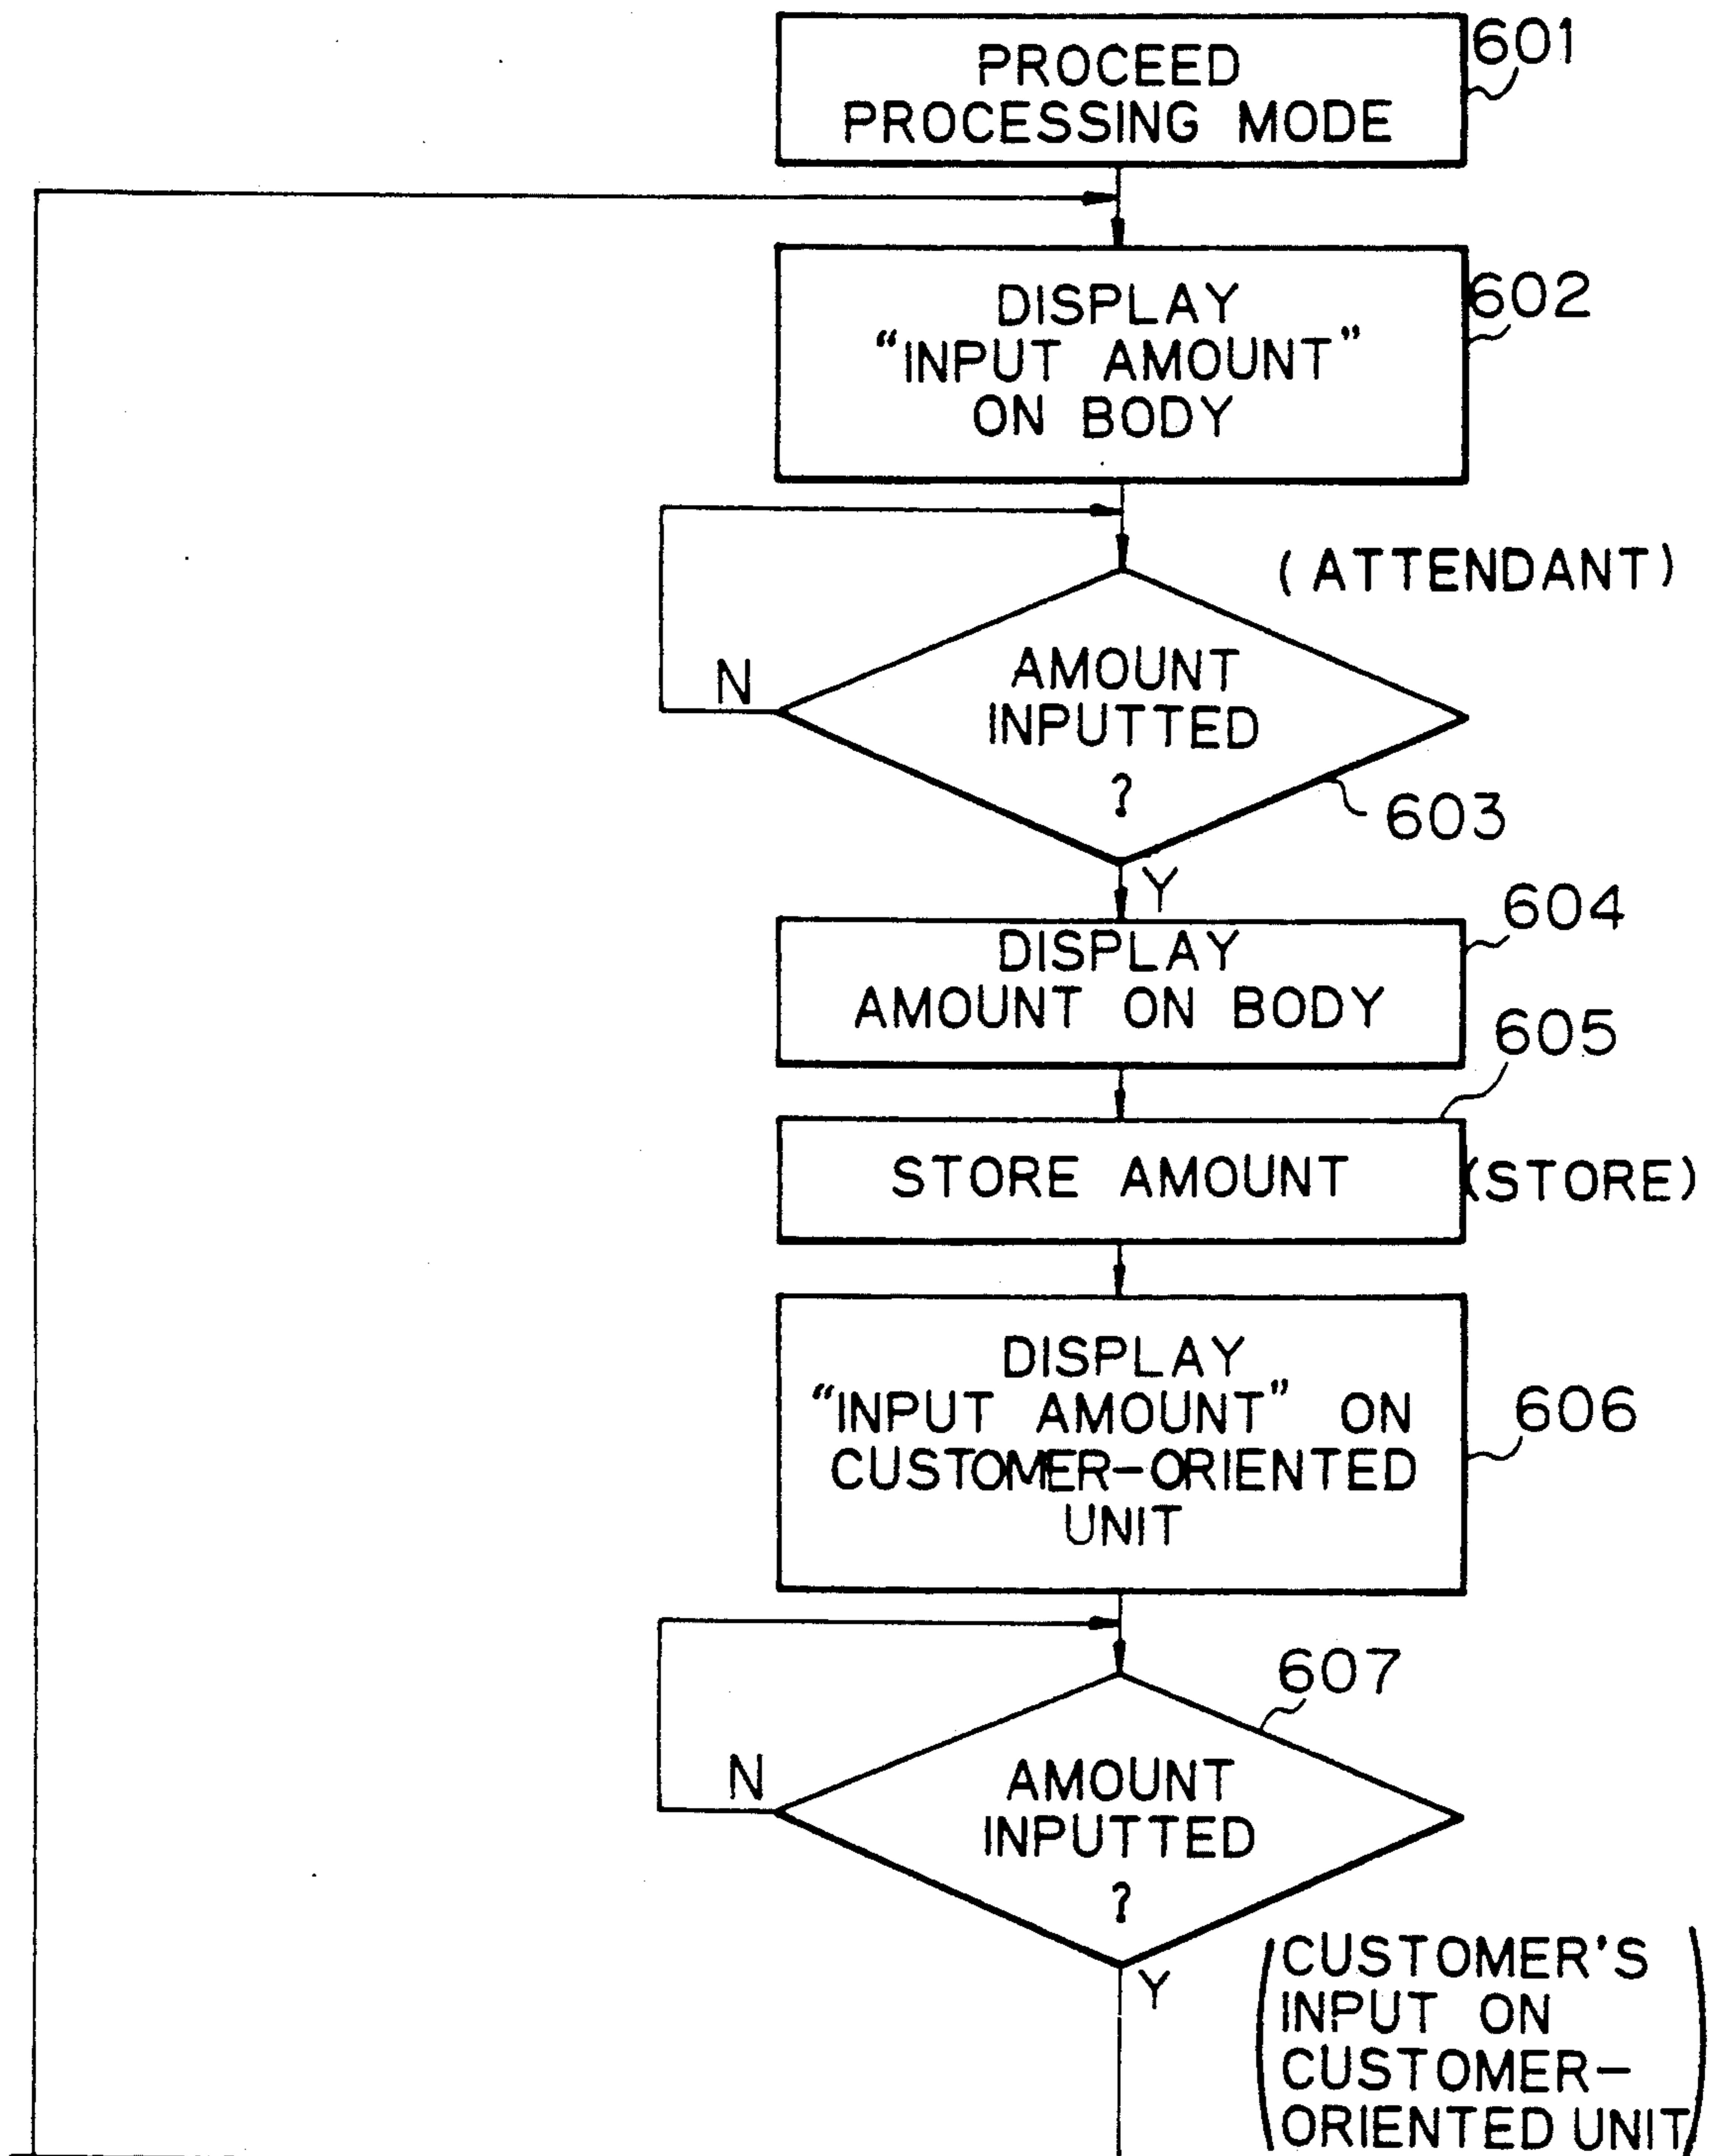 PROCEED
PROCESSING MODE
601
DISPLAY
“INPUT AMOUNT”
ON BODY
602
(ATTENDANT)
AMOUNT
INPUTTED
?
N
603
Y
604
DISPLAY
AMOUNT ON BODY
605
STORE AMOUNT
(STORE)
DISPLAY
“INPUT AMOUNT” ON
CUSTOMER-ORIENTED
UNIT
606
607
N
AMOUNT
INPUTTED
?
Y
(CUSTOMER'S
INPUT ON
CUSTOMER-
ORIENTED UNIT)